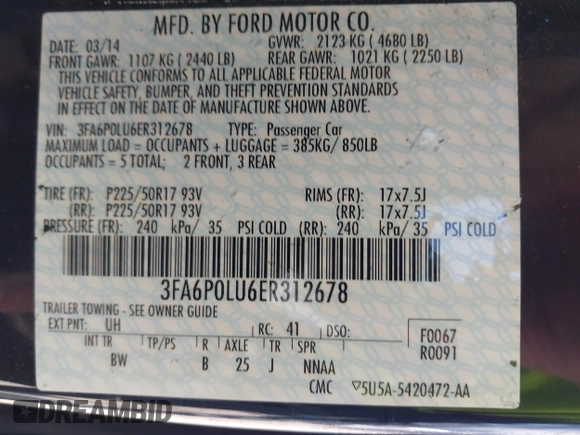 MFD. BY FORD MOTOR CO.
DATE: 03/14 GVWR: 2123 KG ( 4680 LB)
FRONT GAWR: 1107 KG ( 2440 LB) REAR GAWR: 1021 KG ( 2250 LB)
THIS VEHICLE CONFORMS TO ALL APPLICABLE FEDERAL MOTOR
VEHICLE SAFETY, BUMPER, AND THEFT PREVENTION STANDARDS
IN EFFECT ON THE DATE OF MANUFACTURE SHOWN ABOVE.
VIN: 3FA6P0LU6ER312678 TYPE: Passenger Car
MAXIMUM LOAD = OCCUPANTS + LUGGAGE = 385KG/ 850LB
OCCUPANTS = 5 TOTAL; 2 FRONT, 3 REAR
TIRE (FR): P225/50R17 93V RIMS (FR): 17x7.5J
(RR): P225/50R17 93V (RR): 17x7.5J
PRESSURE (FR): 240 kPa/ 35 PSI COLD (RR): 240 kPa/ 35 PSI COLD
3FA6P0LU6ER312678
TRAILER TOWING - SEE OWNER GUIDE
EXT PNT: UH RC: 41 DSO: F0067
R0091
INT TR TP/PS R AXLE TR SPR
BW B 25 J NNAA
CMC ▽5U5A-5420472-AA
DREAMBID